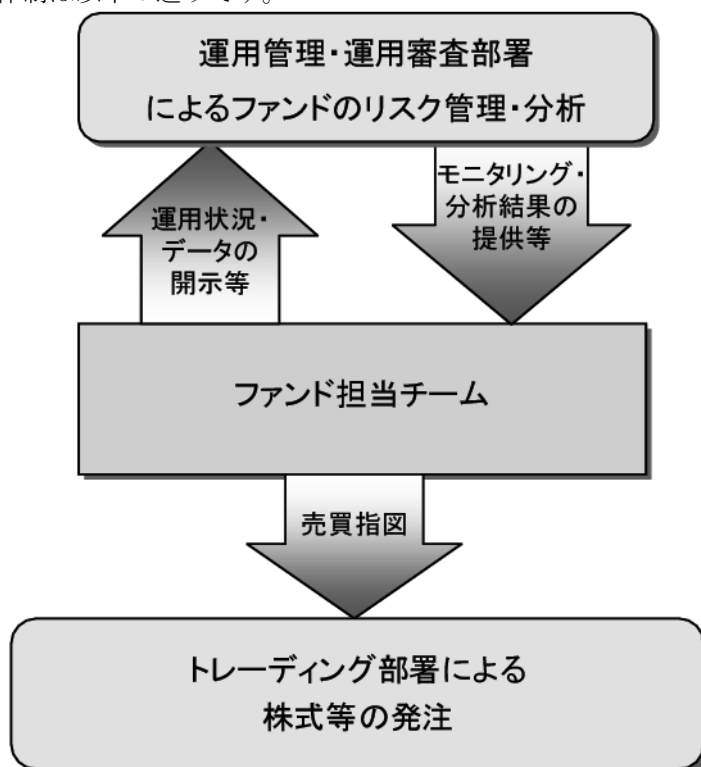 運用管理・運用審査部署
によるファンドのリスク管理・分析
運用状況・
データの
開示等
モニタリング・
分析結果の
提供等
ファンド担当チーム
売買指図
トレーディング部署による
株式等の発注